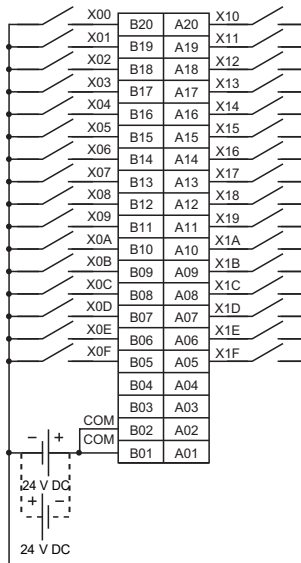 X00 B20 A20 X10
X01 B19 A19 X11
X02 B18 A18 X12
X03 B17 A17 X13
X04 B16 A16 X14
X05 B15 A15 X15
X06 B14 A14 X16
X07 B13 A13 X17
X08 B12 A12 X18
X09 B11 A11 X19
X0A B10 A10 X1A
X0B B09 A09 X1B
X0C B08 A08 X1C
X0D B07 A07 X1D
X0E B06 A06 X1E
X0F B05 A05 X1F
B04 A04
B03 A03
COM B02 A02
− + COM B01 A01
24 V DC
+ −
24 V DC